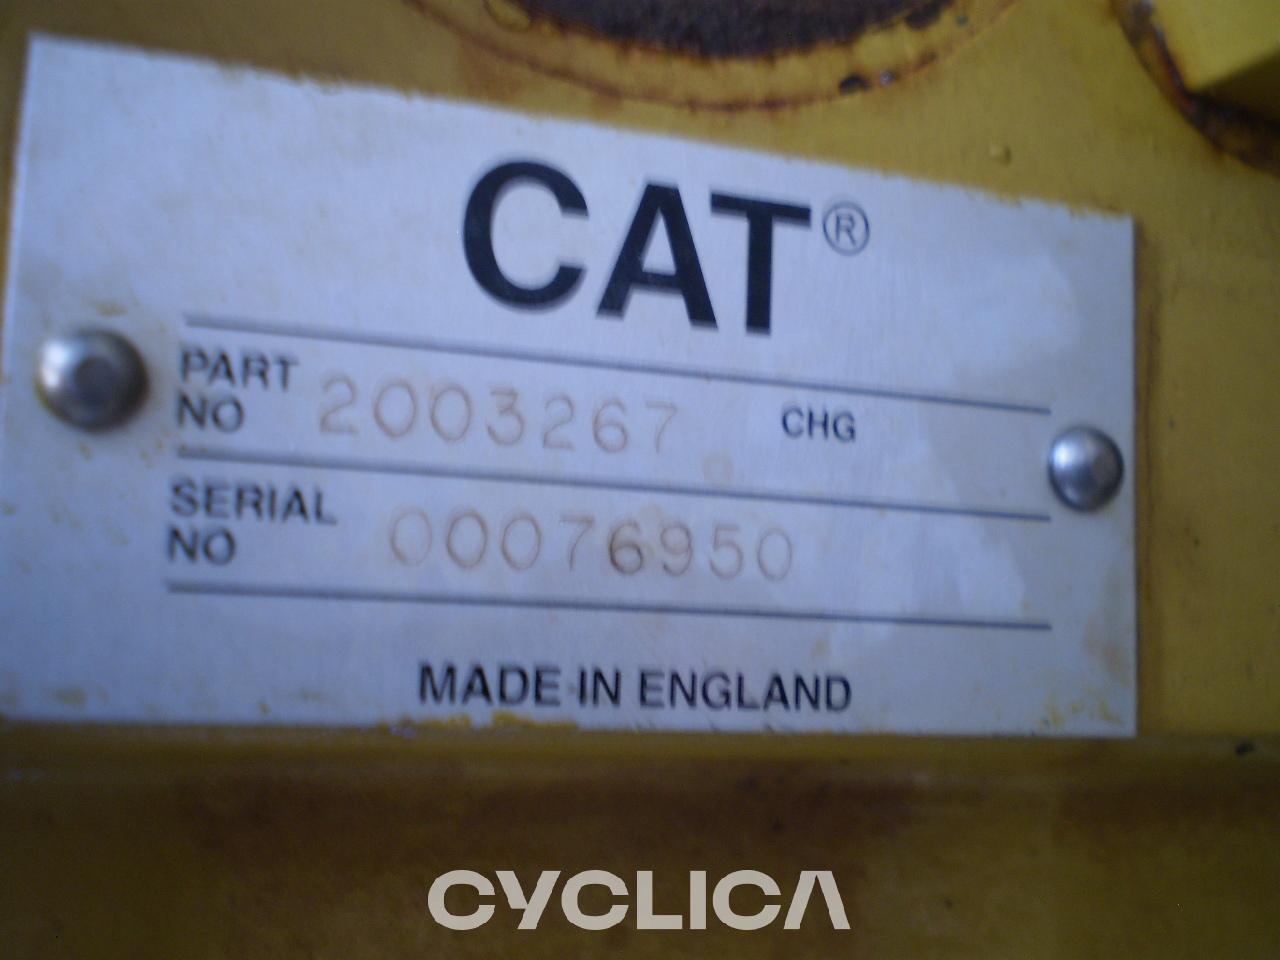 CAT®
PART NO 2003267 CHG
SERIAL NO 00076950
MADE IN ENGLAND
CYCLICA